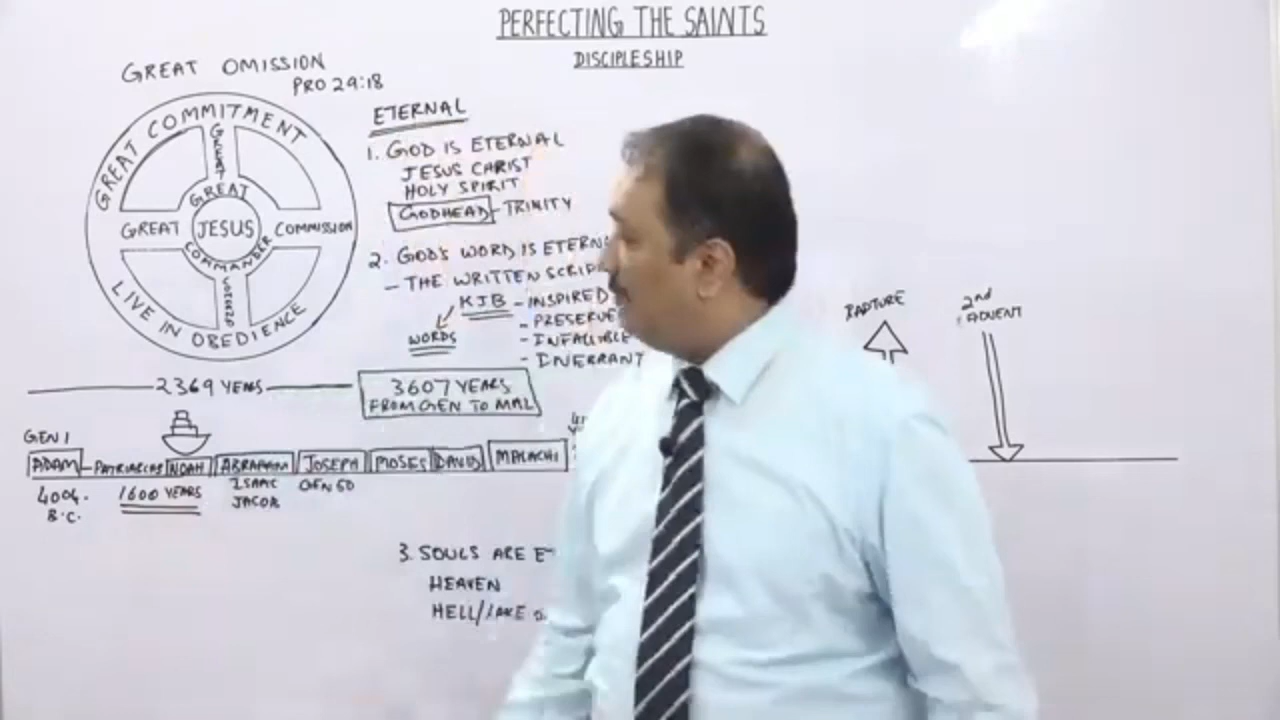 PERFECTING THE SAINTS
DISCIPLESHIP
GREAT OMISSION
PRO 29:18
GREAT COMMITMENT
GREAT
GREAT
GREAT JESUS COMMISSION
COMMANDER
LIVE IN OBEDIENCE
ETERNAL
1. GOD IS ETERNAL
JESUS CHRIST
HOLY SPIRIT
GODHEAD - TRINITY
2. GOD'S WORD IS ETERN
- THE WRITTEN SCRIP
KJB - INSPIRED
WORDS
- PRESERVE
- INFALLIBLE
- INERRANT
2369 YEARS
3607 YEARS
FROM GEN TO MAL
GEN 1
ADAM - PATRIARCHS NOAH ABRAHAM JOSEPH MOSES DAVID MALACHI
4004.
B.C.
1600 YEARS
ISAAC
JACOB
GEN 50
3. SOULS ARE E
HEAVEN
HELL/LAKE
RAPTURE
2nd
ADVENT